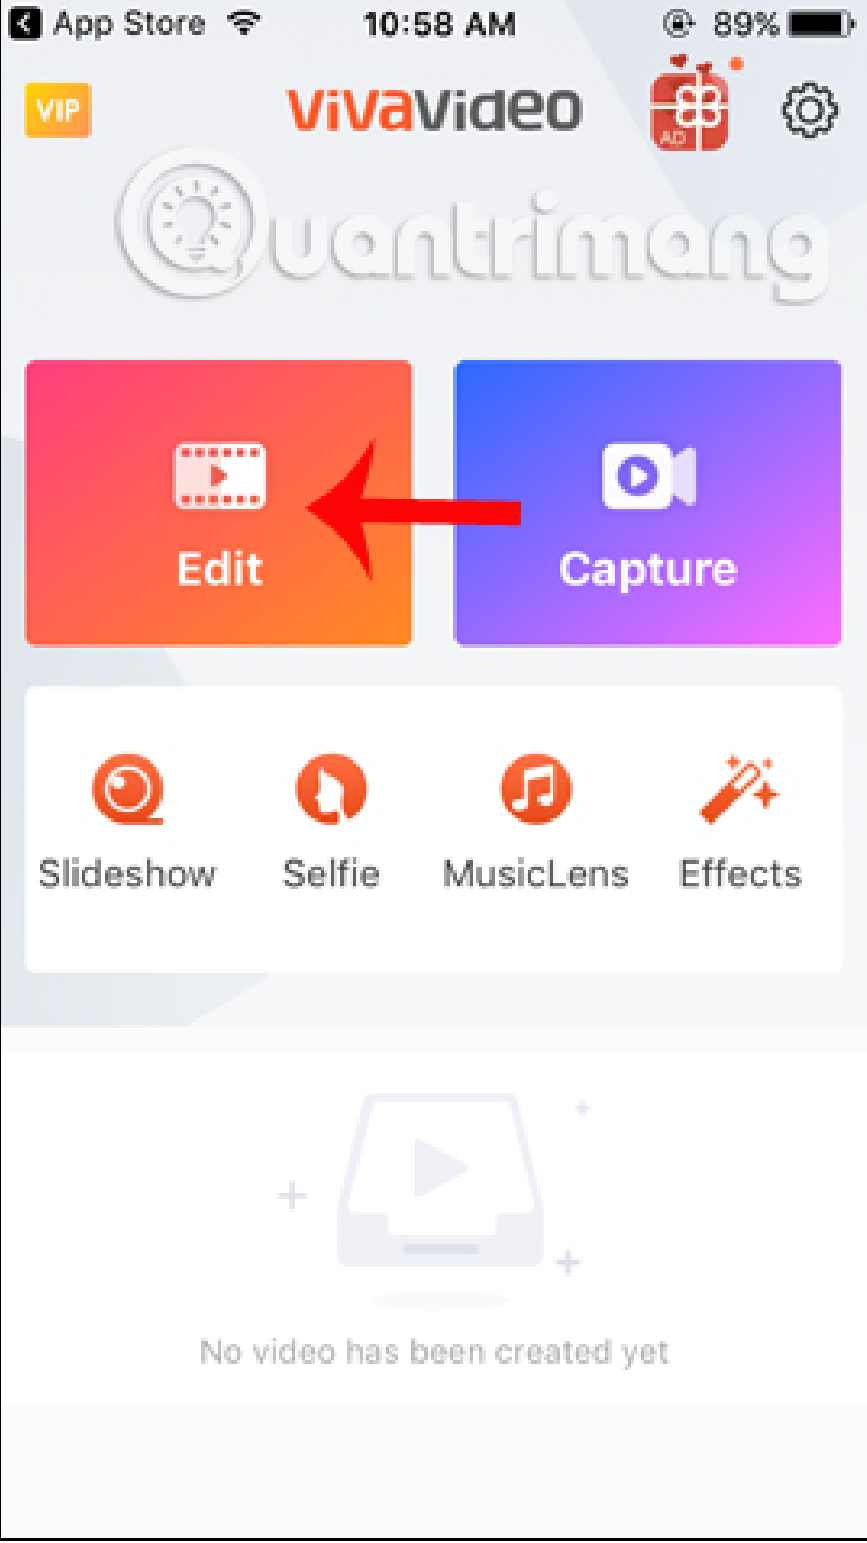 App Store 10:58 AM 89%
VIP VivaVideo AD
Quantrimang
Edit Capture
Slideshow Selfie MusicLens Effects
No video has been created yet